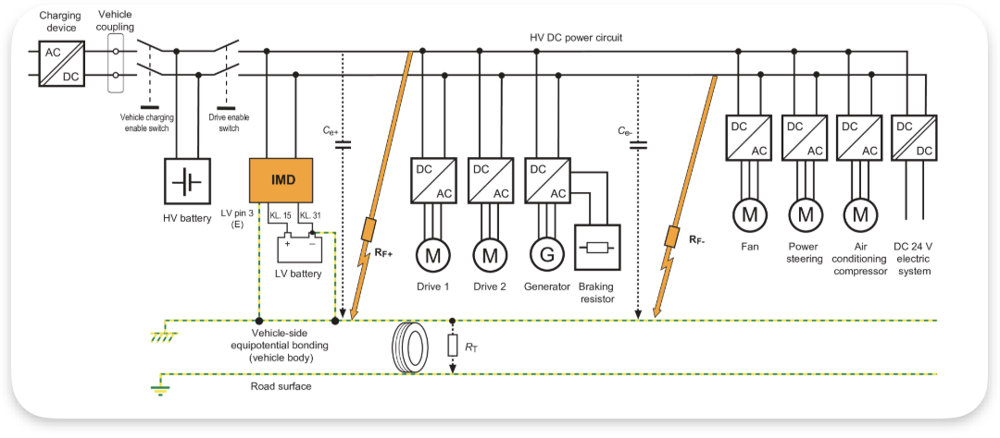 Charging
device
Vehicle
coupling
HV DC power circuit
AC
DC
Vehicle charging
enable switch
Drive enable
switch
Ce+
Ce-
IMD
HV battery
LV pin 3
(E)
KL. 15
KL. 31
+
–
LV battery
RF+
DC
AC
DC
AC
DC
AC
M
M
G
Drive 1
Drive 2
Generator
Braking
resistor
RF-
DC
AC
DC
AC
DC
AC
DC
DC
M
M
M
Fan
Power
steering
Air
conditioning
compressor
DC 24 V
electric
system
Vehicle-side
equipotential bonding
(vehicle body)
RT
Road surface